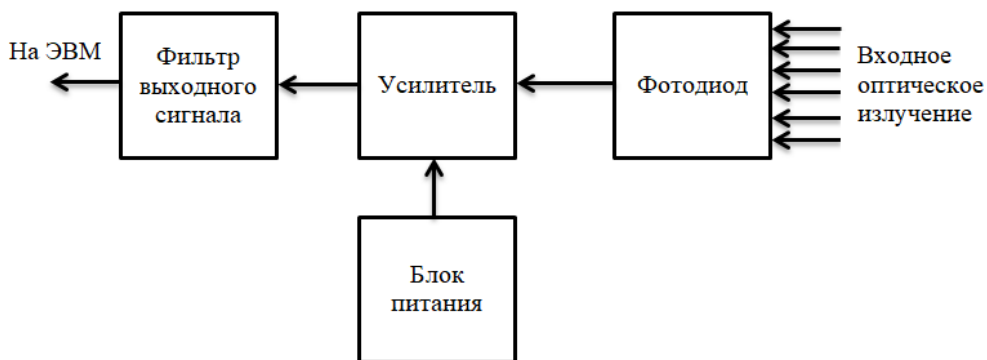 На ЭВМ
Фильтр
выходного
сигнала
Усилитель
Фотодиод
Входное
оптическое
излучение
Блок
питания